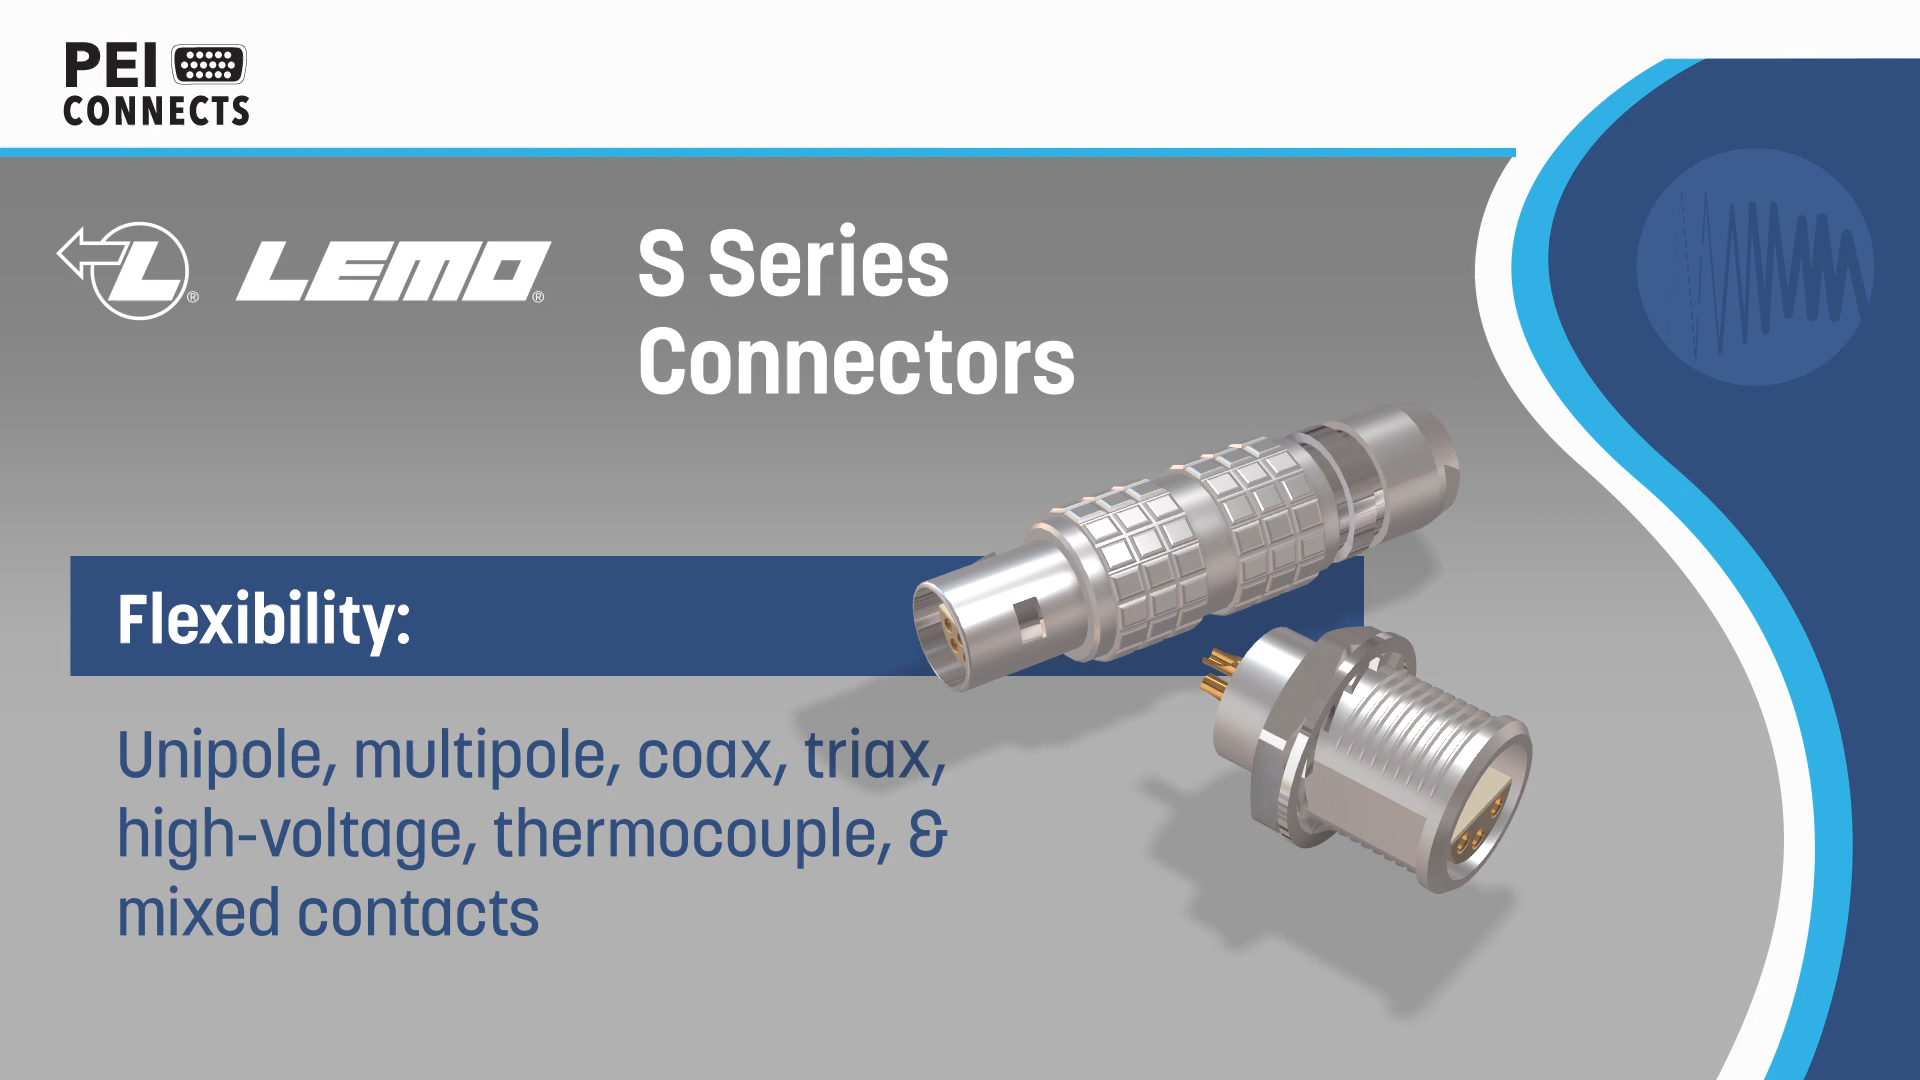 PEI
CONNECTS
L® LEMO®
S Series
Connectors
Flexibility:
Unipole, multipole, coax, triax,
high-voltage, thermocouple, &
mixed contacts